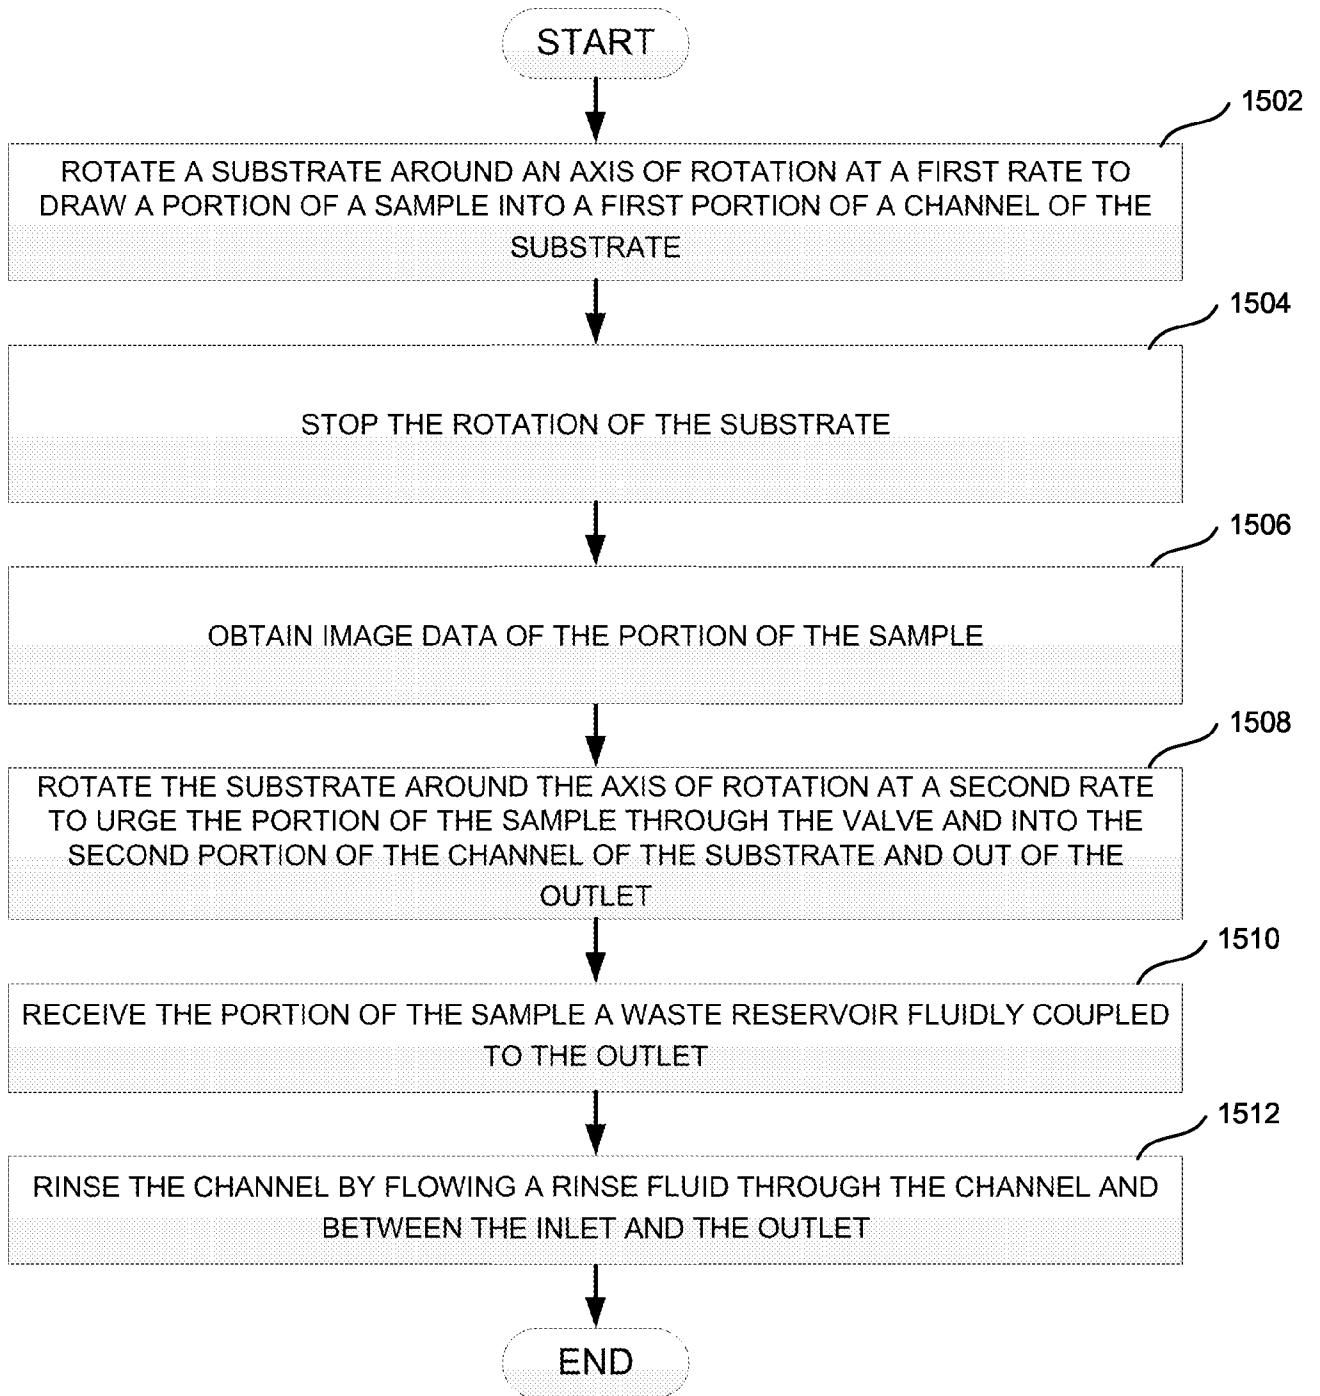 START
1502
ROTATE A SUBSTRATE AROUND AN AXIS OF ROTATION AT A FIRST RATE TO
DRAW A PORTION OF A SAMPLE INTO A FIRST PORTION OF A CHANNEL OF THE
SUBSTRATE
1504
STOP THE ROTATION OF THE SUBSTRATE
1506
OBTAIN IMAGE DATA OF THE PORTION OF THE SAMPLE
1508
ROTATE THE SUBSTRATE AROUND THE AXIS OF ROTATION AT A SECOND RATE
TO URGE THE PORTION OF THE SAMPLE THROUGH THE VALVE AND INTO THE
SECOND PORTION OF THE CHANNEL OF THE SUBSTRATE AND OUT OF THE
OUTLET
1510
RECEIVE THE PORTION OF THE SAMPLE A WASTE RESERVOIR FLUIDLY COUPLED
TO THE OUTLET
1512
RINSE THE CHANNEL BY FLOWING A RINSE FLUID THROUGH THE CHANNEL AND
BETWEEN THE INLET AND THE OUTLET
END